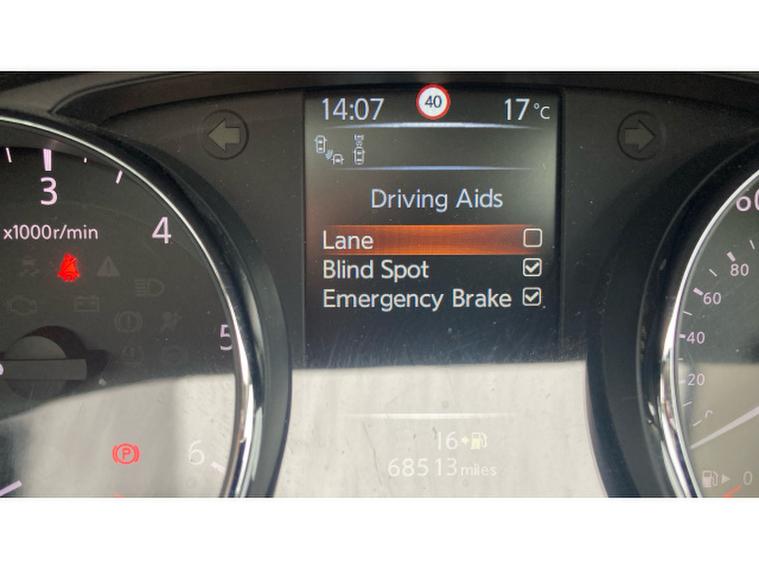 14:07 40 17 °C
Driving Aids
Lane
Blind Spot
Emergency Brake
3
4
x1000r/min
5
6
P
16
68513 miles
60
80
60
40
20
0